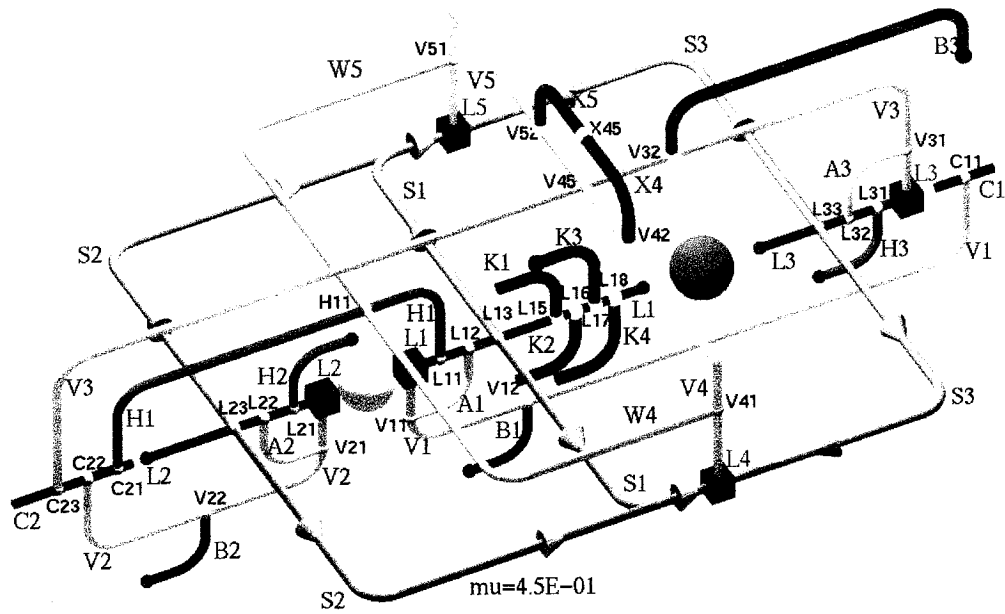 V51
S3
B3
W5
V5
L5
X5
V52
X45
V3
V32
V31
C11
A3
L3
C1
S1
V45
X4
L31
L33
L32
S2
V42
K3
H3
V1
K1
L3
L16
L18
H11
H1
L13
L15
L1
L12
L17
L1
K2
K4
H2
L2
L11
V3
V12
V4
A1
S3
L23
L22
H1
L21
V11
V1
B1
W4
V41
A2
V21
C22
L2
V2
L4
C21
C23
V22
S1
C2
V2
B2
mu=4.5E-01
S2